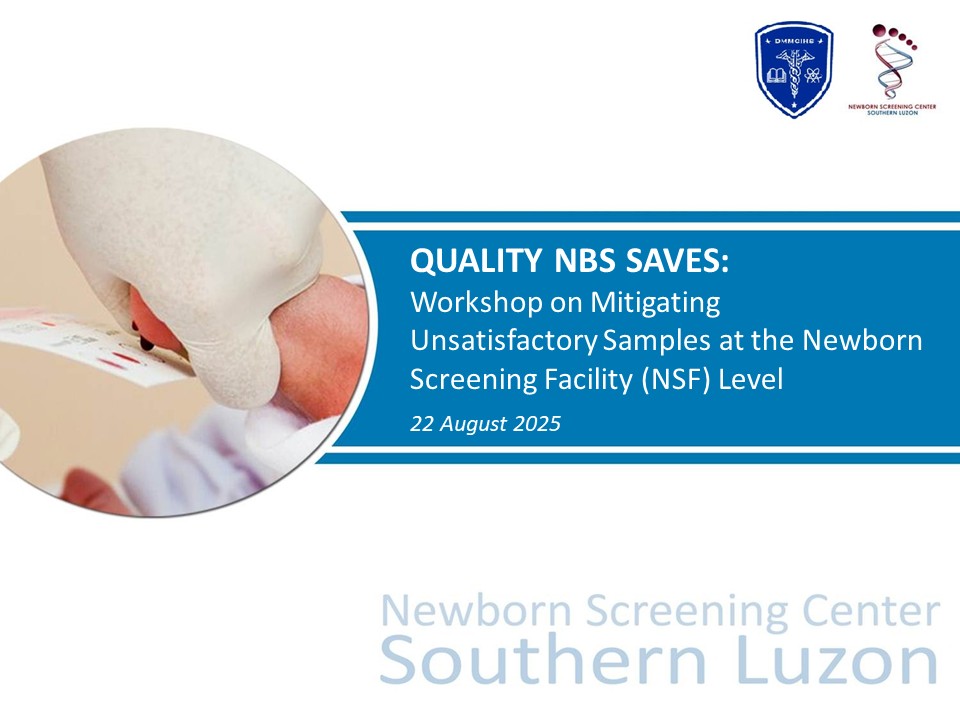 DMMCIHS
NEWBORN SCREENING CENTER
SOUTHERN LUZON
QUALITY NBS SAVES:
Workshop on Mitigating
Unsatisfactory Samples at the Newborn
Screening Facility (NSF) Level
22 August 2025
Newborn Screening Center
Southern Luzon